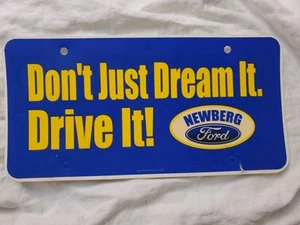 Don't Just Dream It.
Drive It!
NEWBERG
Ford